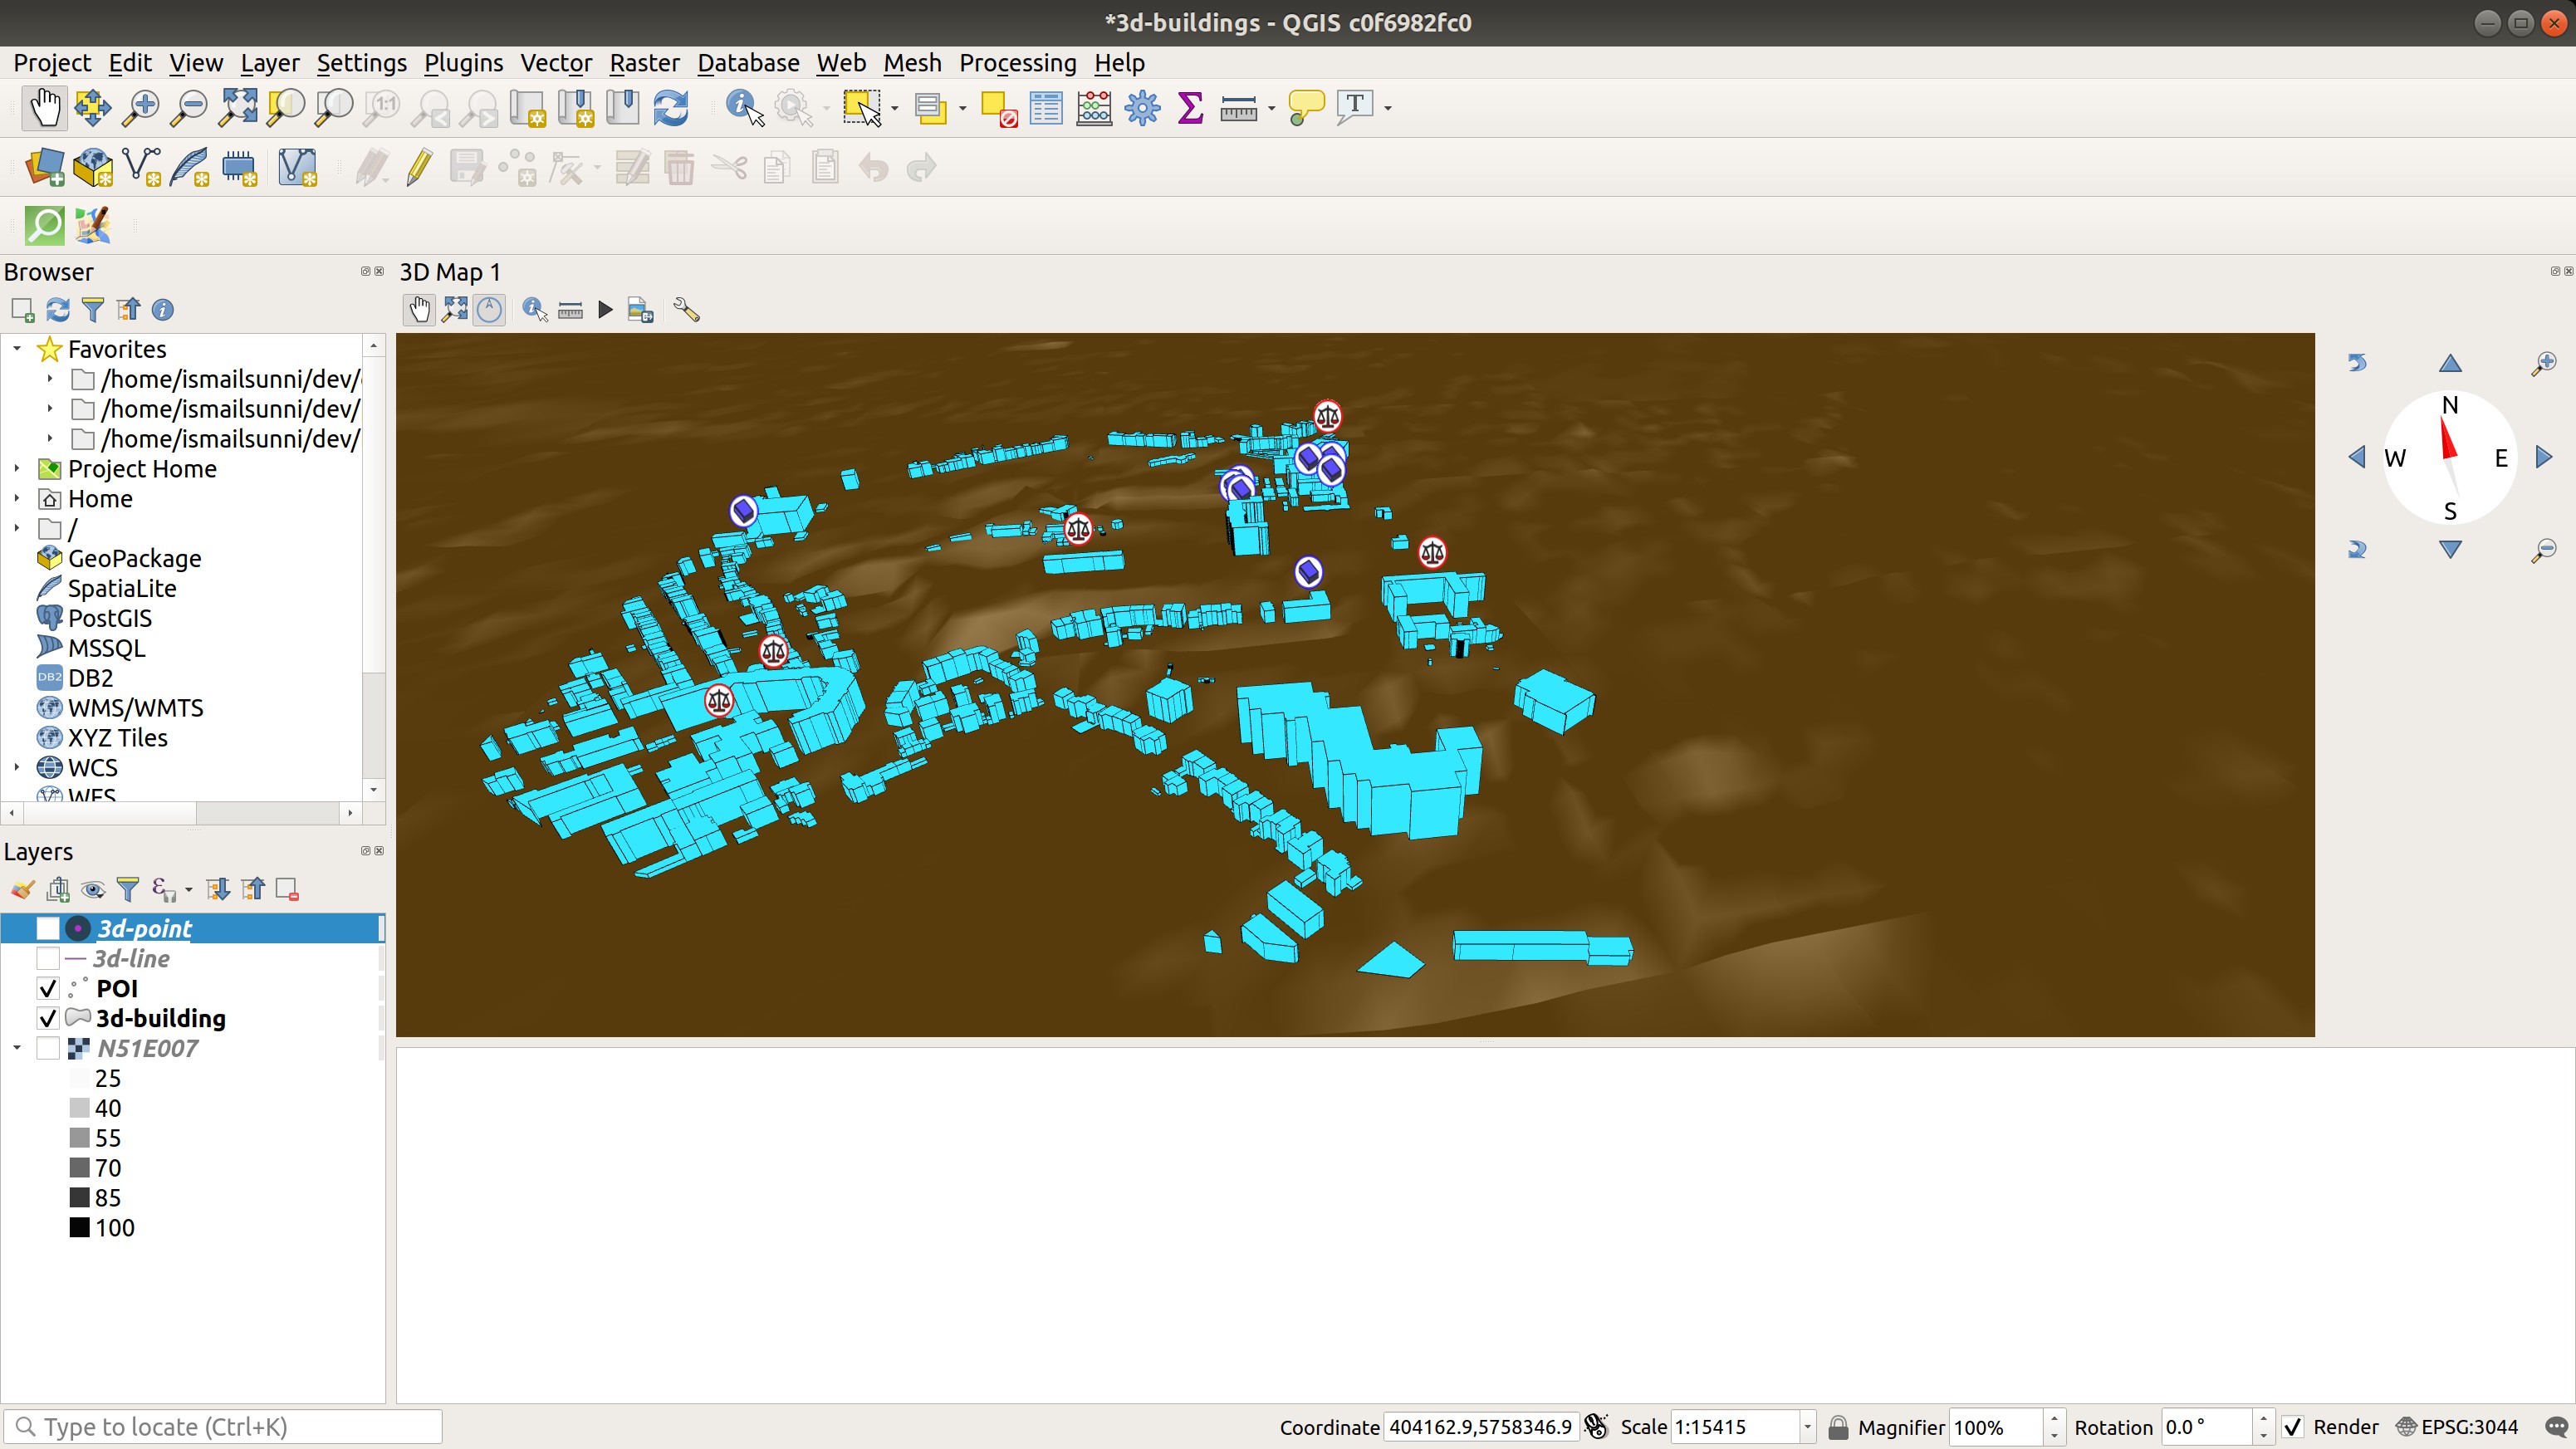 *3d-buildings - QGIS c0f6982fc0
Project Edit View Layer Settings Plugins Vector Raster Database Web Mesh Processing Help
1:1
T
Browser
3D Map 1
Favorites
/home/ismailsunni/dev/
/home/ismailsunni/dev/
/home/ismailsunni/dev/
Project Home
Home
/
GeoPackage
SpatiaLite
PostGIS
MSSQL
DB2 DB2
WMS/WMTS
XYZ Tiles
WCS
WFS
N
W E
S
Layers
3d-point
3d-line
POI
3d-building
N51E007
25
40
55
70
85
100
Type to locate (Ctrl+K)
Coordinate 404162.9,5758346.9 Scale 1:15415 Magnifier 100% Rotation 0.0 ° Render EPSG:3044